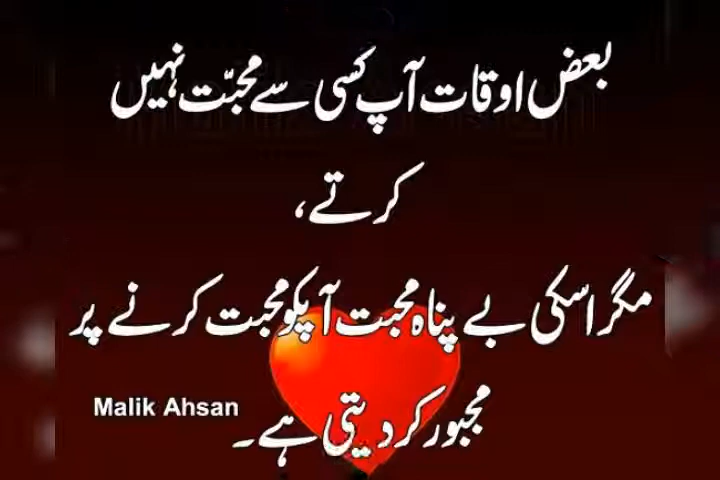 بعض اوقات آپ کسی سے محبّت نہیں
کرتے،
مگر اسکی بے پناہ محبت آپکو محبت کرنے پر
مجبور کر دیتی ہے۔
Malik Ahsan